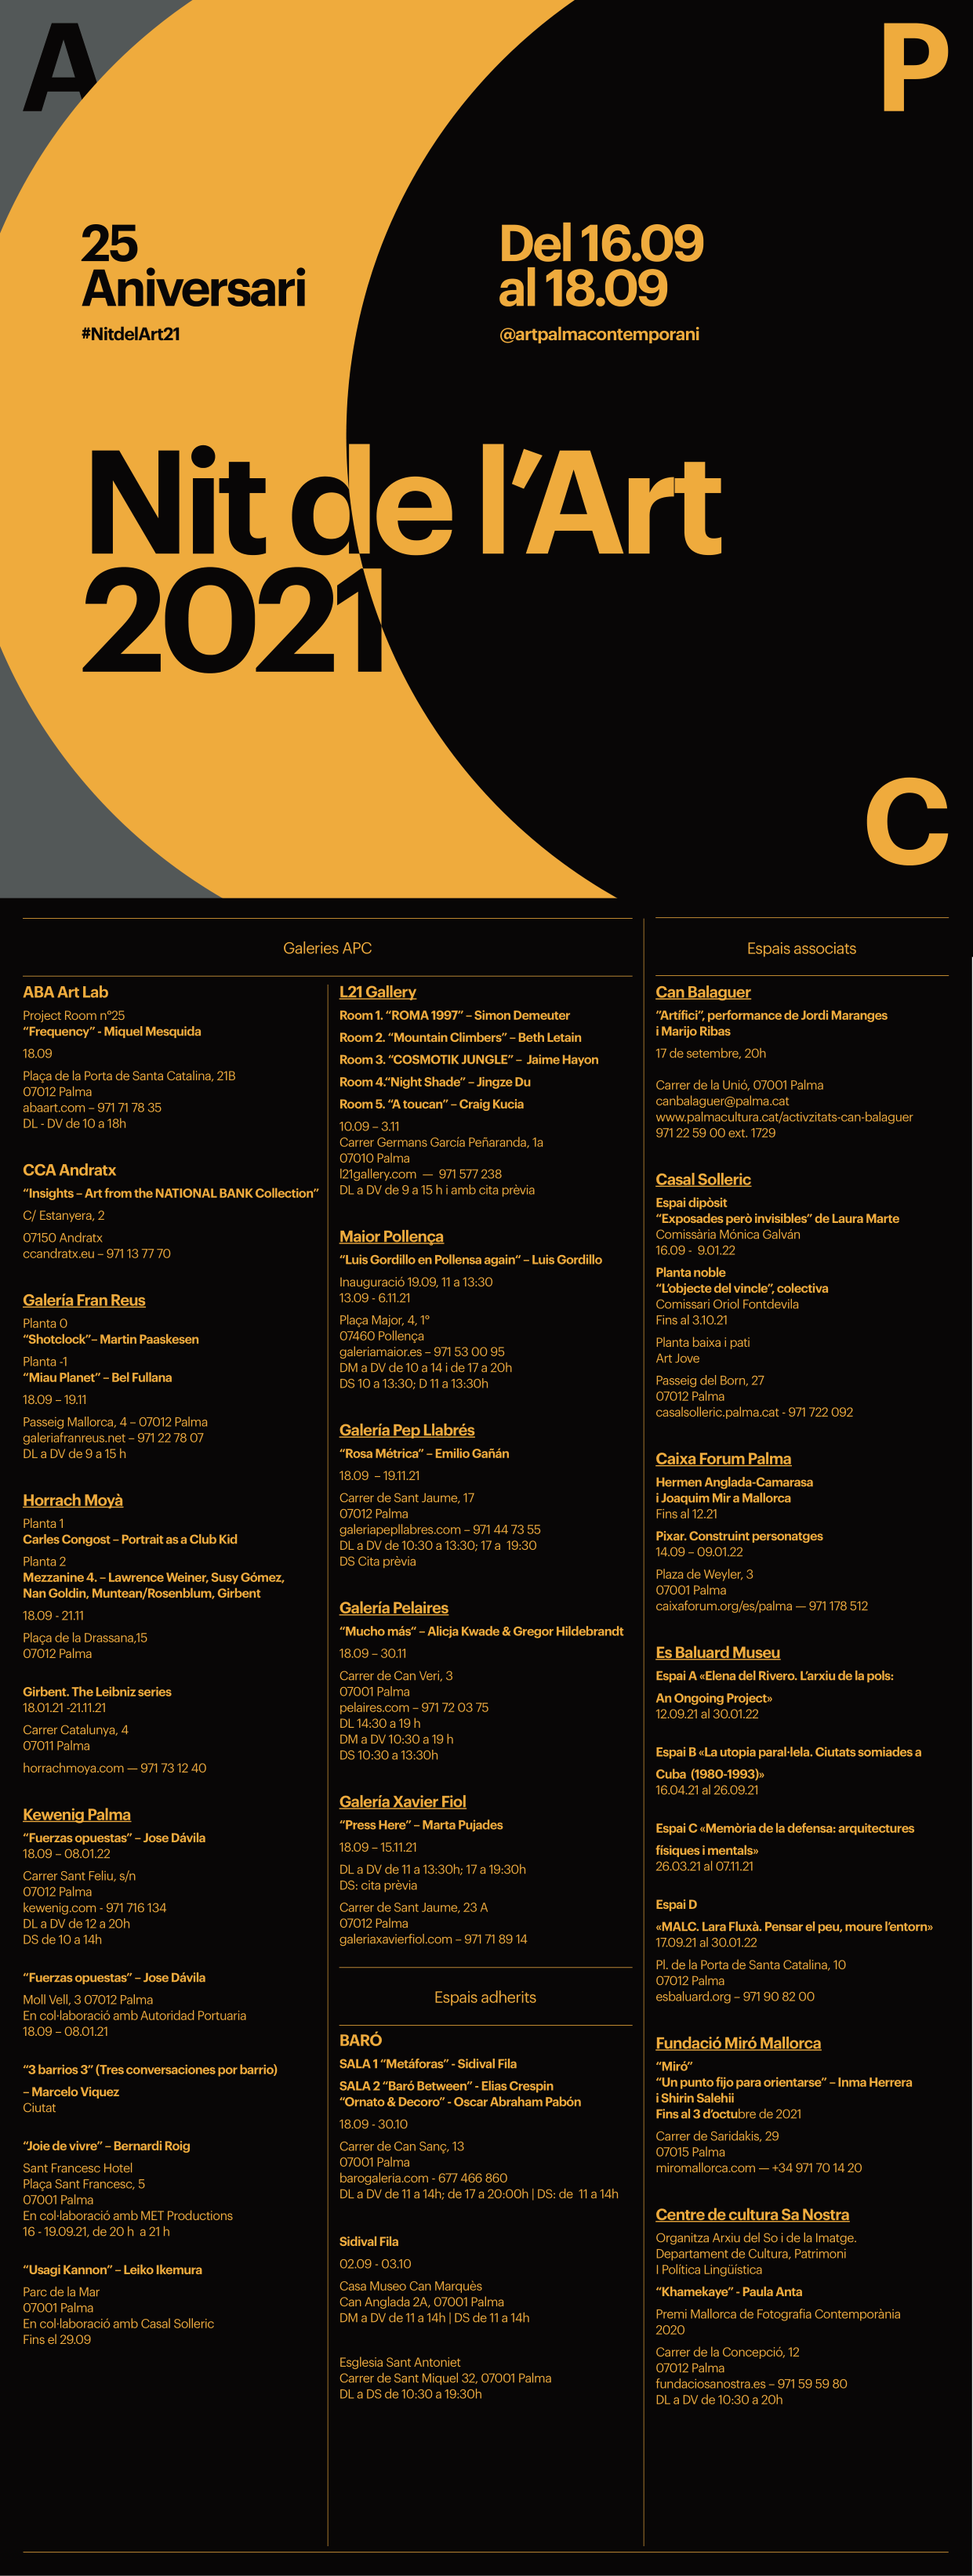 A
P
25
Aniversari
#NitdelArt21
Del 16.09
al 18.09
@artpalmacontemporani
Nit de l’Art
2021
C
Galeries APC
ABA Art Lab
Project Room nº25
“Frequency” - Miquel Mesquida
18.09
Plaça de la Porta de Santa Catalina, 21B
07012 Palma
abaart.com – 971 71 78 35
DL - DV de 10 a 18h
CCA Andratx
“Insights – Art from the NATIONAL BANK Collection”
C/ Estanyera, 2
07150 Andratx
ccandratx.eu – 971 13 77 70
Galería Fran Reus
Planta 0
“Shotclock”– Martin Paaskesen
Planta -1
“Miau Planet” – Bel Fullana
18.09 – 19.11
Passeig Mallorca, 4 – 07012 Palma
galeriafranreus.net – 971 22 78 07
DL a DV de 9 a 15 h
Horrach Moyà
Planta 1
Carles Congost – Portrait as a Club Kid
Planta 2
Mezzanine 4. – Lawrence Weiner, Susy Gómez,
Nan Goldin, Muntean/Rosenblum, Girbent
18.09 - 21.11
Plaça de la Drassana,15
07012 Palma
Girbent. The Leibniz series
18.01.21 -21.11.21
Carrer Catalunya, 4
07011 Palma
horrachmoya.com — 971 73 12 40
Kewenig Palma
“Fuerzas opuestas” – Jose Dávila
18.09 – 08.01.22
Carrer Sant Feliu, s/n
07012 Palma
kewenig.com - 971 716 134
DL a DV de 12 a 20h
DS de 10 a 14h
“Fuerzas opuestas” – Jose Dávila
Moll Vell, 3 07012 Palma
En col·laboració amb Autoridad Portuaria
18.09 – 08.01.21
“3 barrios 3” (Tres conversaciones por barrio)
– Marcelo Viquez
Ciutat
“Joie de vivre” – Bernardi Roig
Sant Francesc Hotel
Plaça Sant Francesc, 5
07001 Palma
En col·laboració amb MET Productions
16 - 19.09.21, de 20 h a 21 h
“Usagi Kannon” – Leiko Ikemura
Parc de la Mar
07001 Palma
En col·laboració amb Casal Solleric
Fins el 29.09
L21 Gallery
Room 1. “ROMA 1997” – Simon Demeuter
Room 2. “Mountain Climbers” – Beth Letain
Room 3. “COSMOTIK JUNGLE” – Jaime Hayon
Room 4.“Night Shade” – Jingze Du
Room 5. “A toucan” – Craig Kucia
10.09 – 3.11
Carrer Germans García Peñaranda, 1a
07010 Palma
l21gallery.com — 971 577 238
DL a DV de 9 a 15 h i amb cita prèvia
Maior Pollença
“Luis Gordillo en Pollensa again” – Luis Gordillo
Inauguració 19.09, 11 a 13:30
13.09 - 6.11.21
Plaça Major, 4, 1º
07460 Pollença
galeriamaior.es – 971 53 00 95
DM a DV de 10 a 14 i de 17 a 20h
DS 10 a 13:30; D 11 a 13:30h
Galería Pep Llabrés
“Rosa Métrica” – Emilio Gañán
18.09 – 19.11.21
Carrer de Sant Jaume, 17
07012 Palma
galeriapepllabres.com – 971 44 73 55
DL a DV de 10:30 a 13:30; 17 a 19:30
DS Cita prèvia
Galería Pelaires
“Mucho más” – Alicja Kwade & Gregor Hildebrandt
18.09 – 30.11
Carrer de Can Veri, 3
07001 Palma
pelaires.com – 971 72 03 75
DL 14:30 a 19 h
DM a DV 10:30 a 19 h
DS 10:30 a 13:30h
Galería Xavier Fiol
“Press Here” – Marta Pujades
18.09 – 15.11.21
DL a DV de 11 a 13:30h; 17 a 19:30h
DS: cita prèvia
Carrer de Sant Jaume, 23 A
07012 Palma
galeriaxavierfiol.com – 971 71 89 14
Espais adherits
BARÓ
SALA 1 “Metáforas” - Sidival Fila
SALA 2 “Baró Between” - Elias Crespin
“Ornato & Decoro” - Oscar Abraham Pabón
18.09 - 30.10
Carrer de Can Sanç, 13
07001 Palma
barogaleria.com - 677 466 860
DL a DV de 11 a 14h; de 17 a 20:00h | DS: de 11 a 14h
Sidival Fila
02.09 - 03.10
Casa Museo Can Marquès
Can Anglada 2A, 07001 Palma
DM a DV de 11 a 14h | DS de 11 a 14h
Esglesia Sant Antoniet
Carrer de Sant Miquel 32, 07001 Palma
DL a DS de 10:30 a 19:30h
Espais associats
Can Balaguer
”Artífici”, performance de Jordi Maranges
i Marijo Ribas
17 de setembre, 20h
Carrer de la Unió, 07001 Palma
canbalaguer@palma.cat
www.palmacultura.cat/activzitats-can-balaguer
971 22 59 00 ext. 1729
Casal Solleric
Espai dipòsit
“Exposades però invisibles” de Laura Marte
Comissària Mónica Galván
16.09 - 9.01.22
Planta noble
“L’objecte del vincle”, colectiva
Comissari Oriol Fontdevila
Fins al 3.10.21
Planta baixa i pati
Art Jove
Passeig del Born, 27
07012 Palma
casalsolleric.palma.cat - 971 722 092
Caixa Forum Palma
Hermen Anglada-Camarasa
i Joaquim Mir a Mallorca
Fins al 12.21
Pixar. Construint personatges
14.09 – 09.01.22
Plaza de Weyler, 3
07001 Palma
caixaforum.org/es/palma — 971 178 512
Es Baluard Museu
Espai A «Elena del Rivero. L’arxiu de la pols:
An Ongoing Project»
12.09.21 al 30.01.22
Espai B «La utopia paral·lela. Ciutats somiades a
Cuba (1980-1993)»
16.04.21 al 26.09.21
Espai C «Memòria de la defensa: arquitectures
físiques i mentals»
26.03.21 al 07.11.21
Espai D
«MALC. Lara Fluxà. Pensar el peu, moure l’entorn»
17.09.21 al 30.01.22
Pl. de la Porta de Santa Catalina, 10
07012 Palma
esbaluard.org – 971 90 82 00
Fundació Miró Mallorca
“Miró”
“Un punto fijo para orientarse” – Inma Herrera
i Shirin Salehii
Fins al 3 d’octubre de 2021
Carrer de Saridakis, 29
07015 Palma
miromallorca.com — +34 971 70 14 20
Centre de cultura Sa Nostra
Organitza Arxiu del So i de la Imatge.
Departament de Cultura, Patrimoni
I Política Lingüística
“Khamekaye” - Paula Anta
Premi Mallorca de Fotografia Contemporània
2020
Carrer de la Concepció, 12
07012 Palma
fundaciosanostra.es – 971 59 59 80
DL a DV de 10:30 a 20h